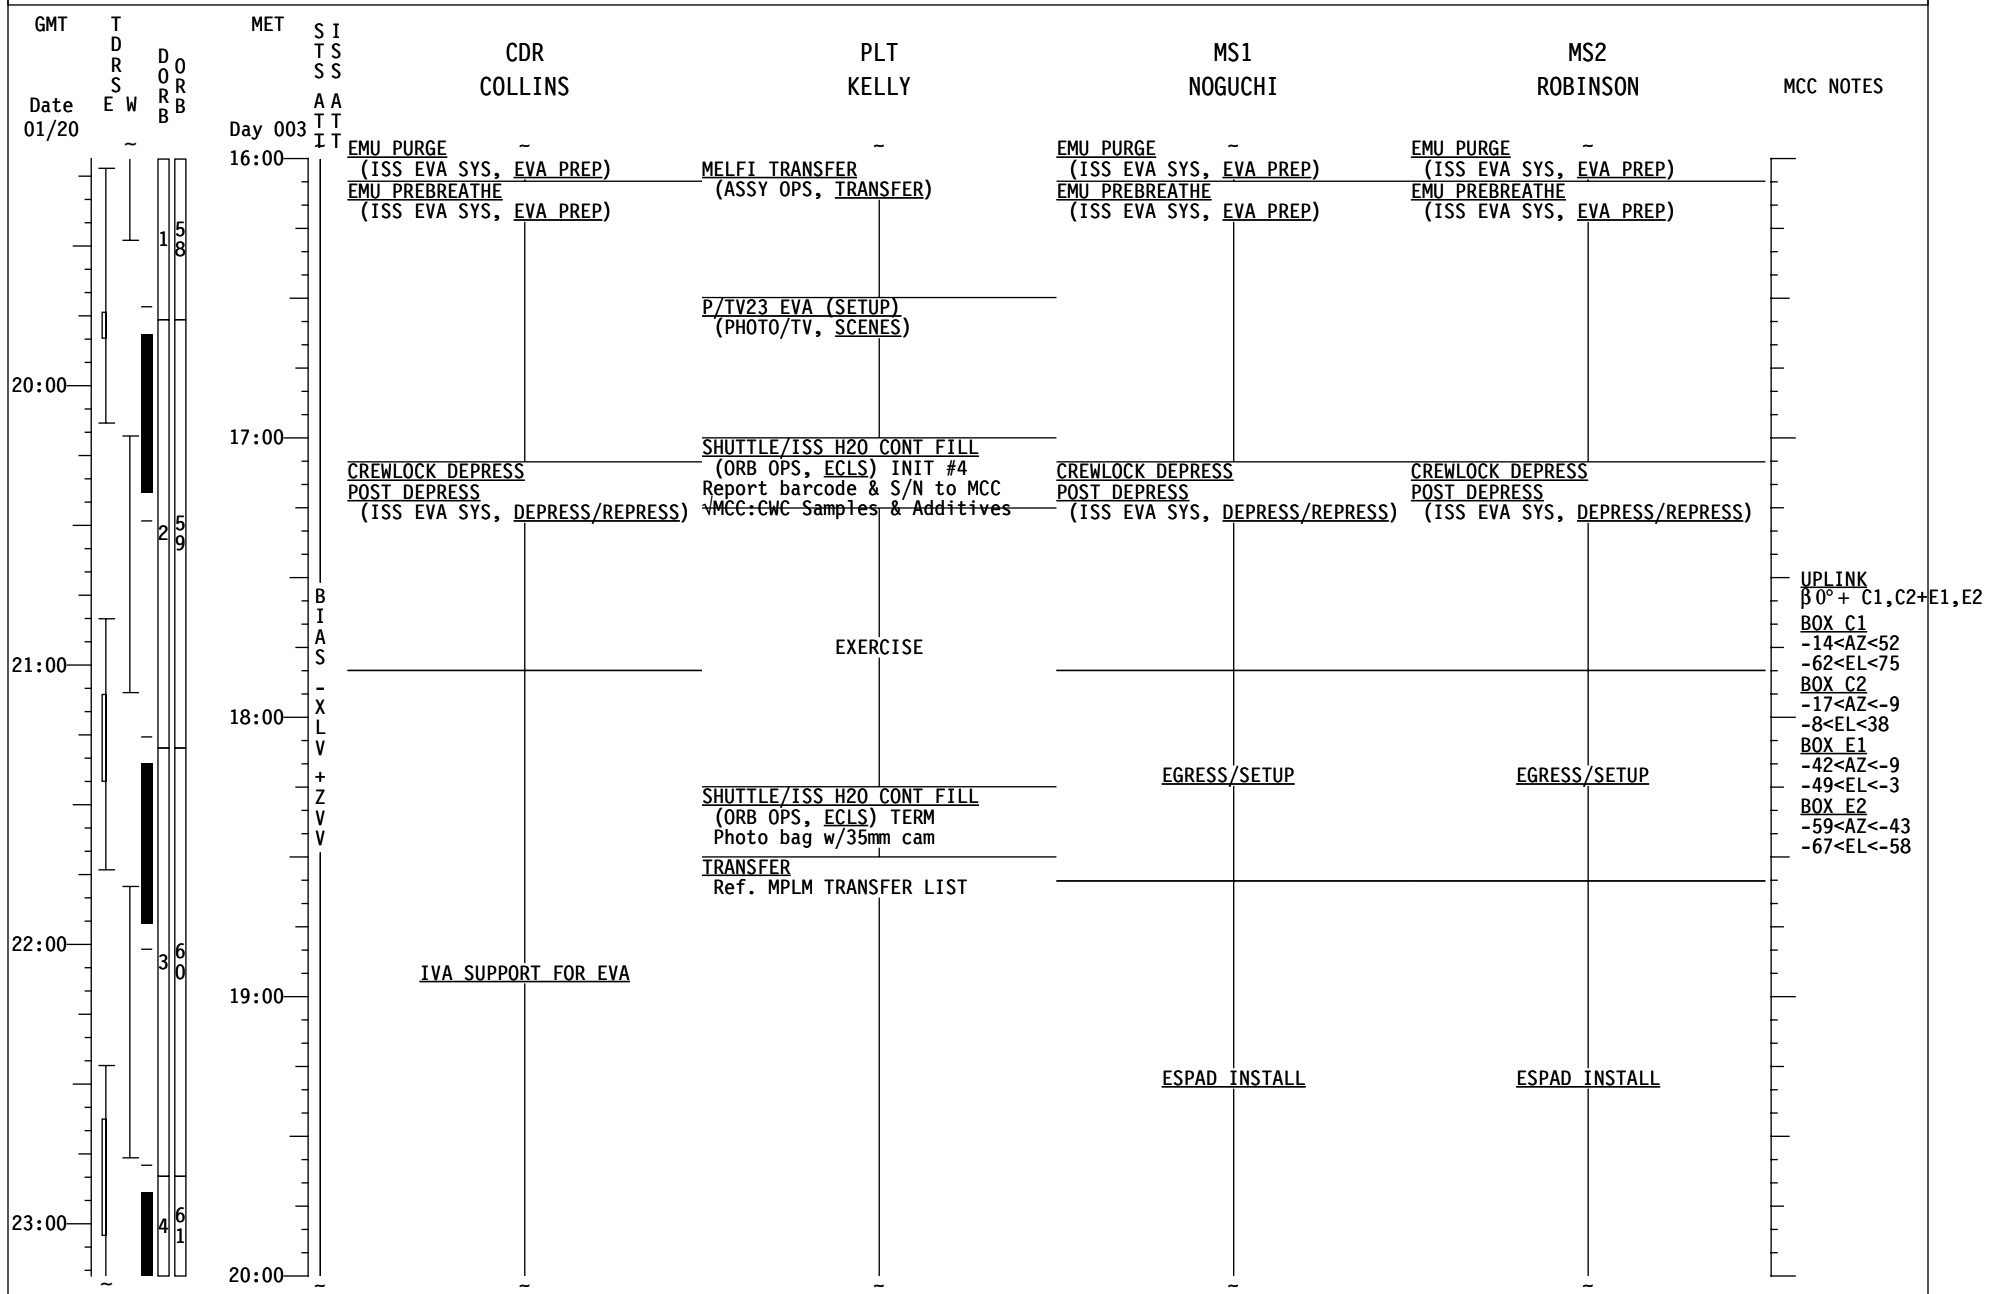 GMT
TDRS
E W
DORB
ORB
MET
STS ATT
ISS ATT
CDR
COLLINS
PLT
KELLY
MS1
NOGUCHI
MS2
ROBINSON
MCC NOTES
Date
01/20
Day 003
16:00
17:00
18:00
19:00
20:00
20:00
21:00
22:00
23:00
1
58
2
59
3
60
4
61
I
BIAS -XLV +ZVV
EMU PURGE
(ISS EVA SYS, EVA PREP)
EMU PREBREATHE
(ISS EVA SYS, EVA PREP)
CREWLOCK DEPRESS
POST DEPRESS
(ISS EVA SYS, DEPRESS/REPRESS)
IVA SUPPORT FOR EVA
MELFI TRANSFER
(ASSY OPS, TRANSFER)
P/TV23 EVA (SETUP)
(PHOTO/TV, SCENES)
SHUTTLE/ISS H2O CONT FILL
(ORB OPS, ECLS) INIT #4
Report barcode & S/N to MCC
√MCC:CWC Samples & Additives
EXERCISE
SHUTTLE/ISS H2O CONT FILL
(ORB OPS, ECLS) TERM
Photo bag w/35mm cam
TRANSFER
Ref. MPLM TRANSFER LIST
EMU PURGE
(ISS EVA SYS, EVA PREP)
EMU PREBREATHE
(ISS EVA SYS, EVA PREP)
CREWLOCK DEPRESS
POST DEPRESS
(ISS EVA SYS, DEPRESS/REPRESS)
EGRESS/SETUP
ESPAD INSTALL
EMU PURGE
(ISS EVA SYS, EVA PREP)
EMU PREBREATHE
(ISS EVA SYS, EVA PREP)
CREWLOCK DEPRESS
POST DEPRESS
(ISS EVA SYS, DEPRESS/REPRESS)
EGRESS/SETUP
ESPAD INSTALL
UPLINK
β0°+ C1,C2+E1,E2
BOX C1
-14<AZ<52
-62<EL<75
BOX C2
-17<AZ<-9
-8<EL<38
BOX E1
-42<AZ<-9
-49<EL<-3
BOX E2
-59<AZ<-43
-67<EL<-58